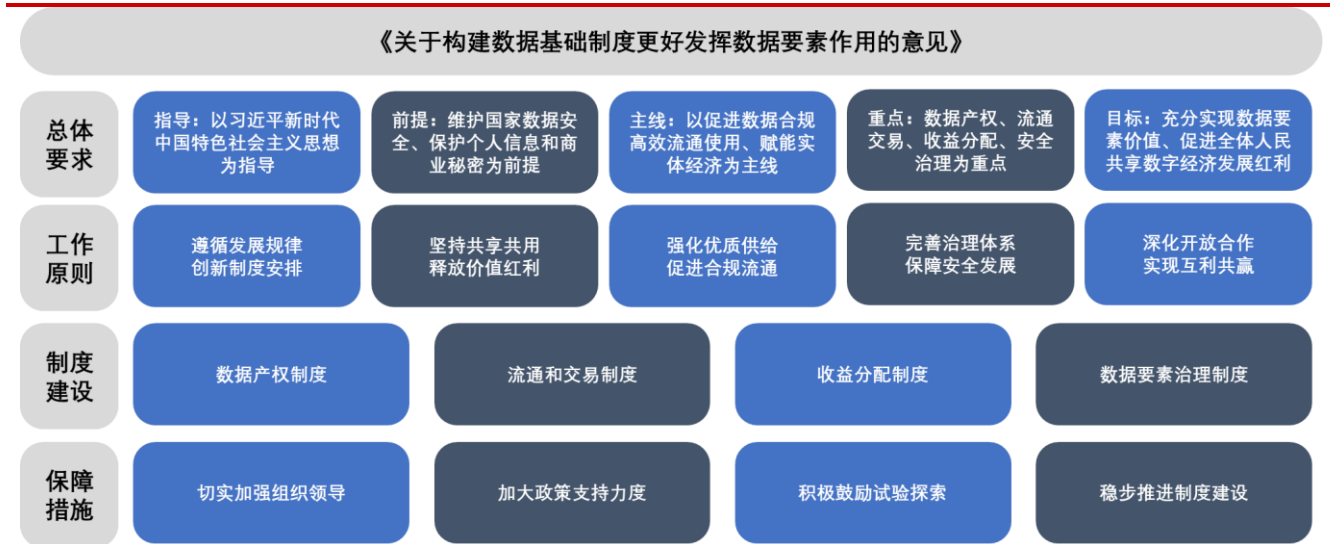 《关于构建数据基础制度更好发挥数据要素作用的意见》
总体
要求
指导：以习近平新时代
中国特色社会主义思想
为指导
前提：维护国家数据安
全、保护个人信息和商
业秘密为前提
主线：以促进数据合规
高效流通使用、赋能实
体经济为主线
重点：数据产权、流通
交易、收益分配、安全
治理为重点
目标：充分实现数据要
素价值、促进全体人民
共享数字经济发展红利
工作
原则
遵循发展规律
创新制度安排
坚持共享共用
释放价值红利
强化优质供给
促进合规流通
完善治理体系
保障安全发展
深化开放合作
实现互利共赢
制度
建设
数据产权制度
流通和交易制度
收益分配制度
数据要素治理制度
保障
措施
切实加强组织领导
加大政策支持力度
积极鼓励试验探索
稳步推进制度建设